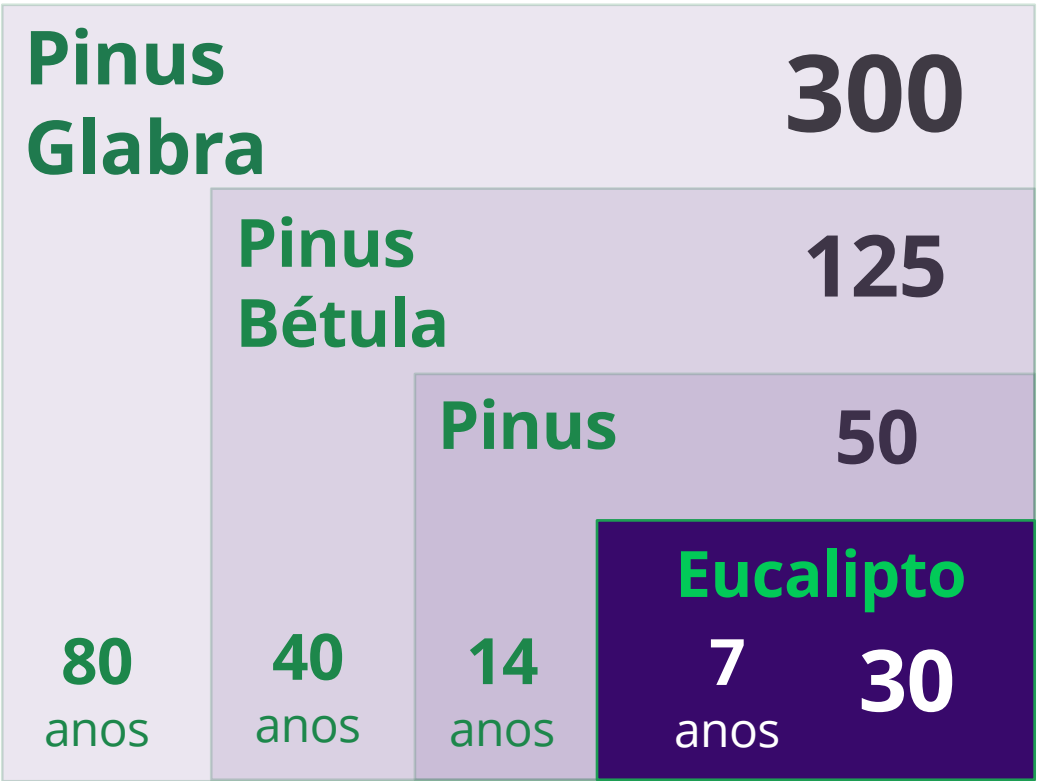 Pinus
Glabra
300
Pinus
Bétula
125
Pinus
50
Eucalipto
80
anos
40
anos
14
anos
7
anos
30